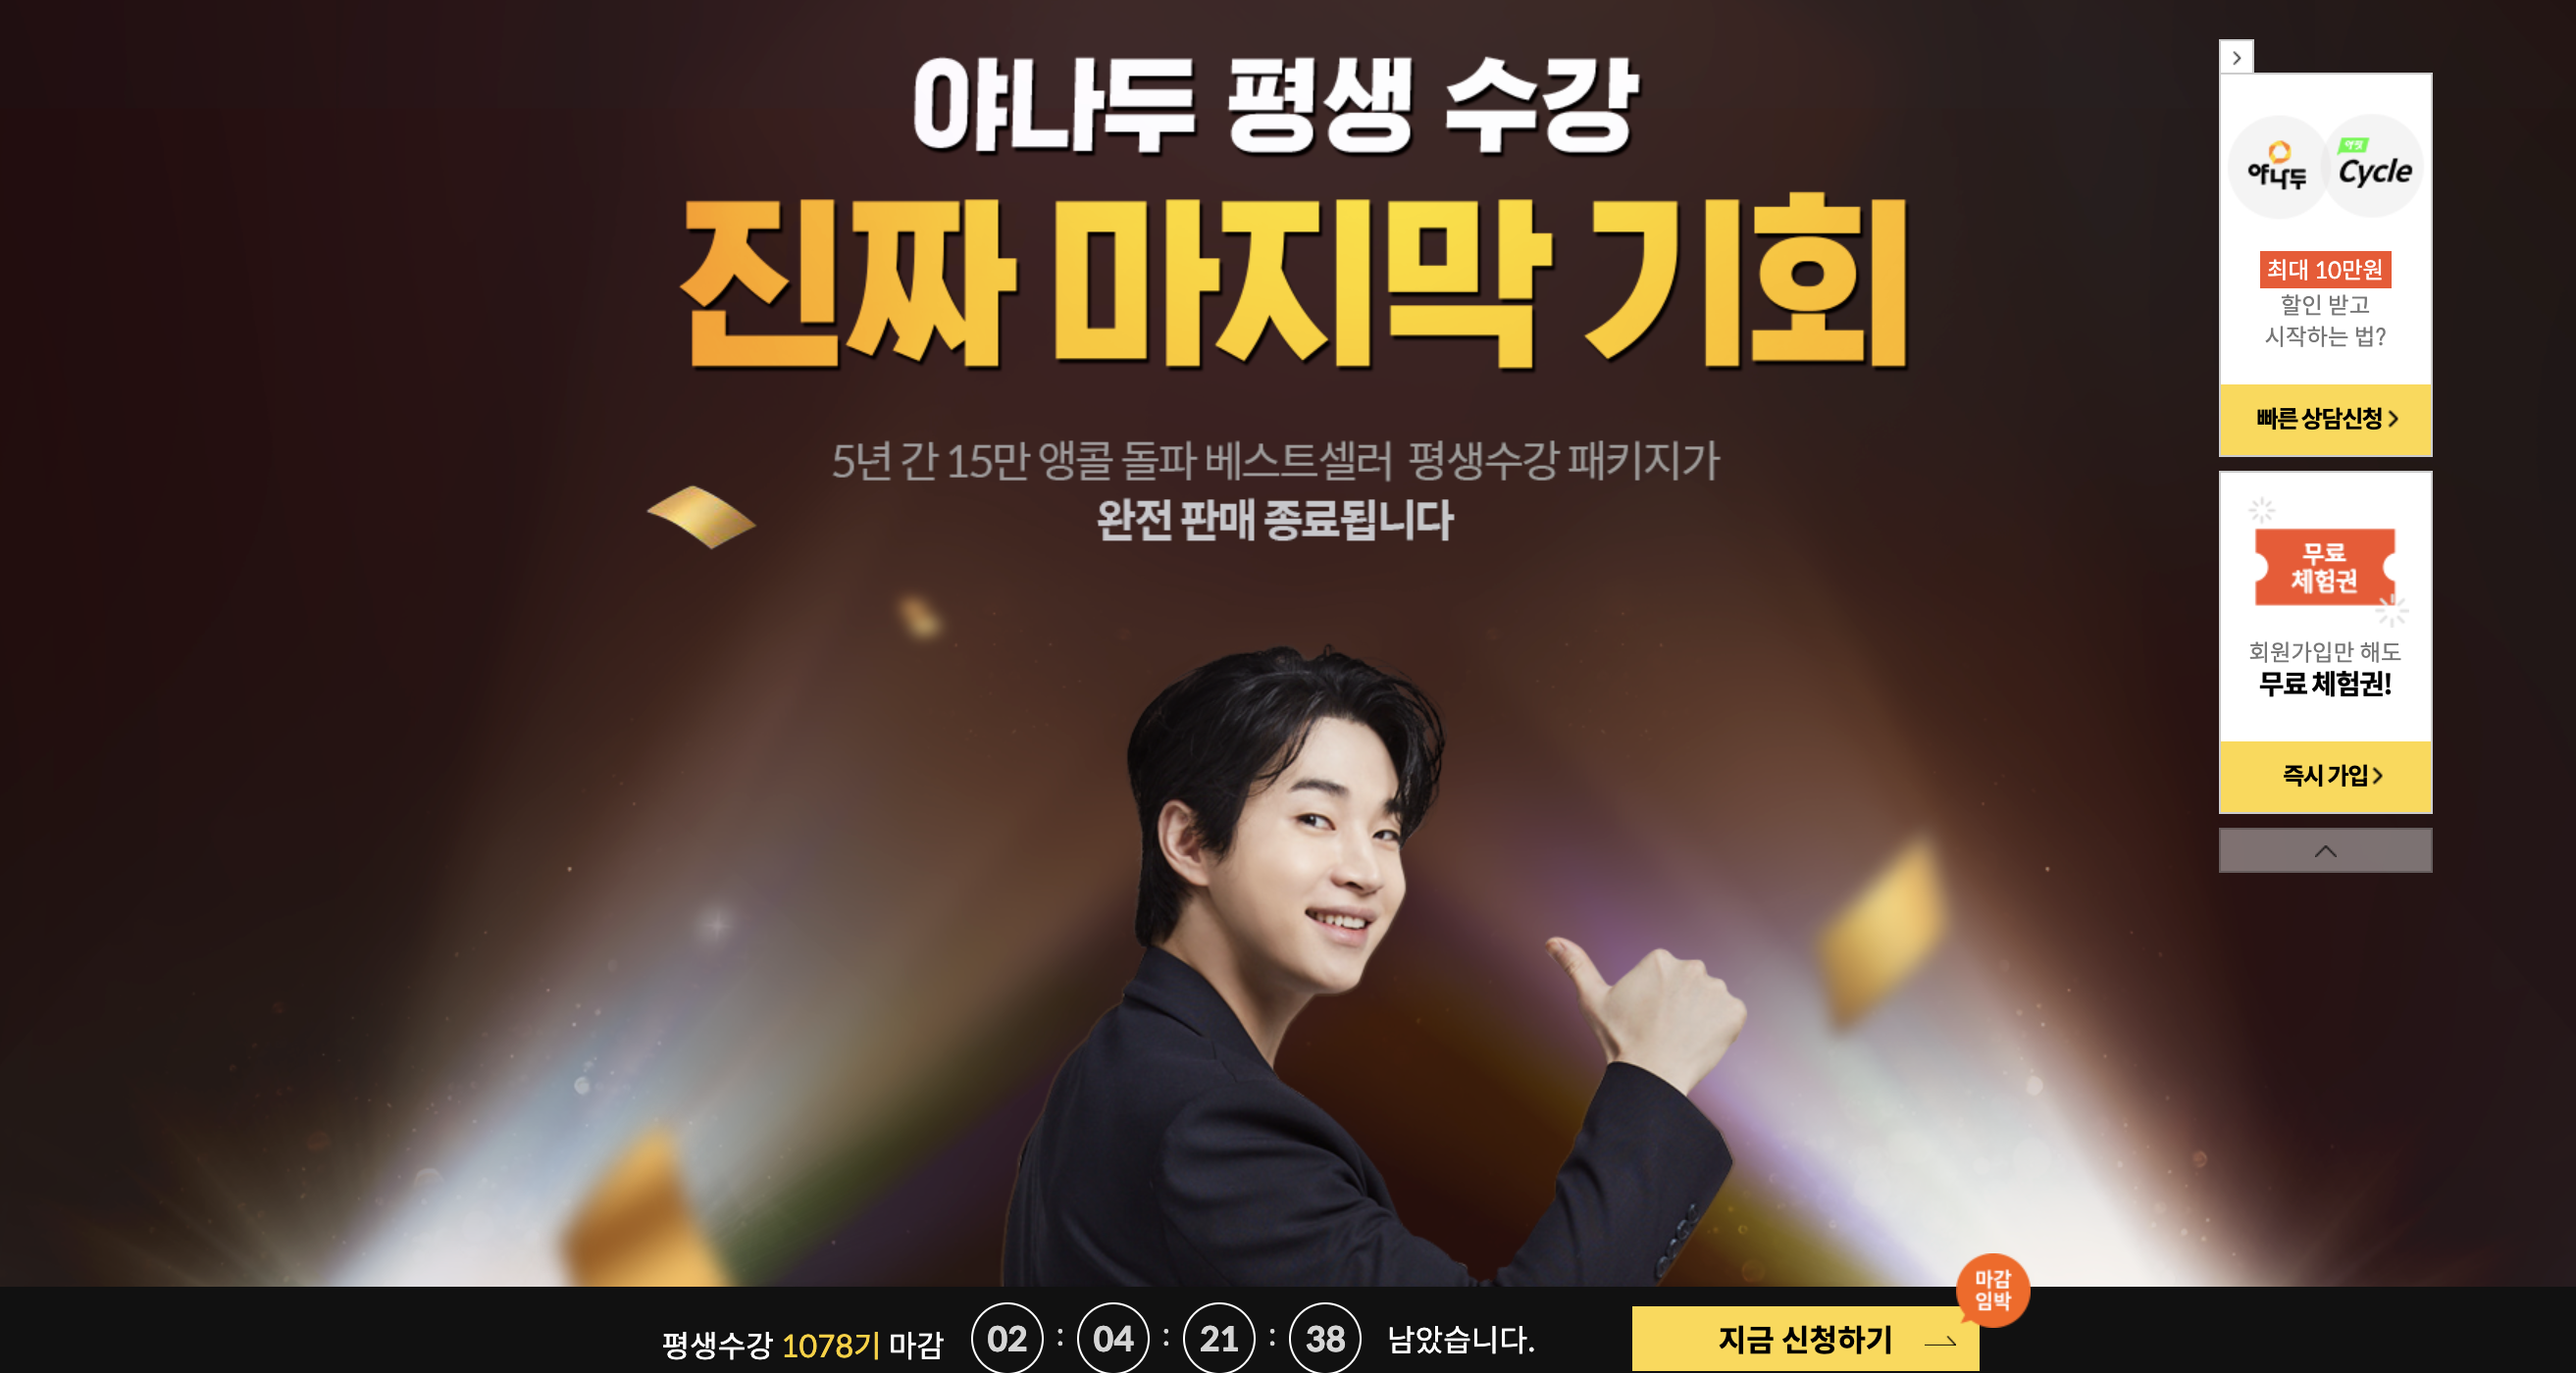 야나두 평생 수강
진짜 마지막 기회
5년 간 15만 앵콜 돌파 베스트셀러 평생수강 패키지가
완전 판매 종료됩니다
야나두
야핏
Cycle
최대 10만원
할인 받고
시작하는 법?
빠른 상담신청
무료
체험권
회원가입만 해도
무료 체험권!
즉시 가입
마감
임박
평생수강 1078기 마감 02 : 04 : 21 : 38 남았습니다.
지금 신청하기